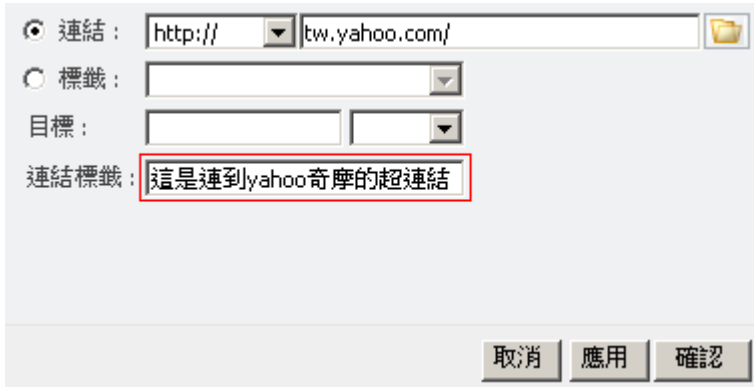 連結： http:// tw.yahoo.com/
標籤：
目標：
連結標籤： 這是連到yahoo奇摩的超連結
取消 應用 確認